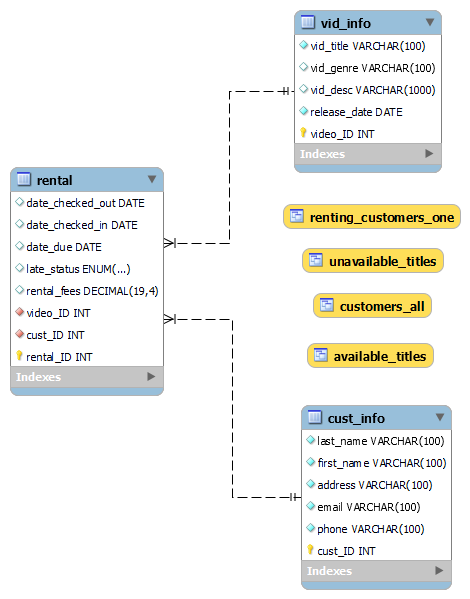 vid_info
vid_title VARCHAR(100)
vid_genre VARCHAR(100)
vid_desc VARCHAR(1000)
release_date DATE
video_ID INT
Indexes
rental
date_checked_out DATE
date_checked_in DATE
date_due DATE
late_status ENUM(...)
rental_fees DECIMAL(19,4)
video_ID INT
cust_ID INT
rental_ID INT
Indexes
renting_customers_one
unavailable_titles
customers_all
available_titles
cust_info
last_name VARCHAR(100)
first_name VARCHAR(100)
address VARCHAR(100)
email VARCHAR(100)
phone VARCHAR(100)
cust_ID INT
Indexes